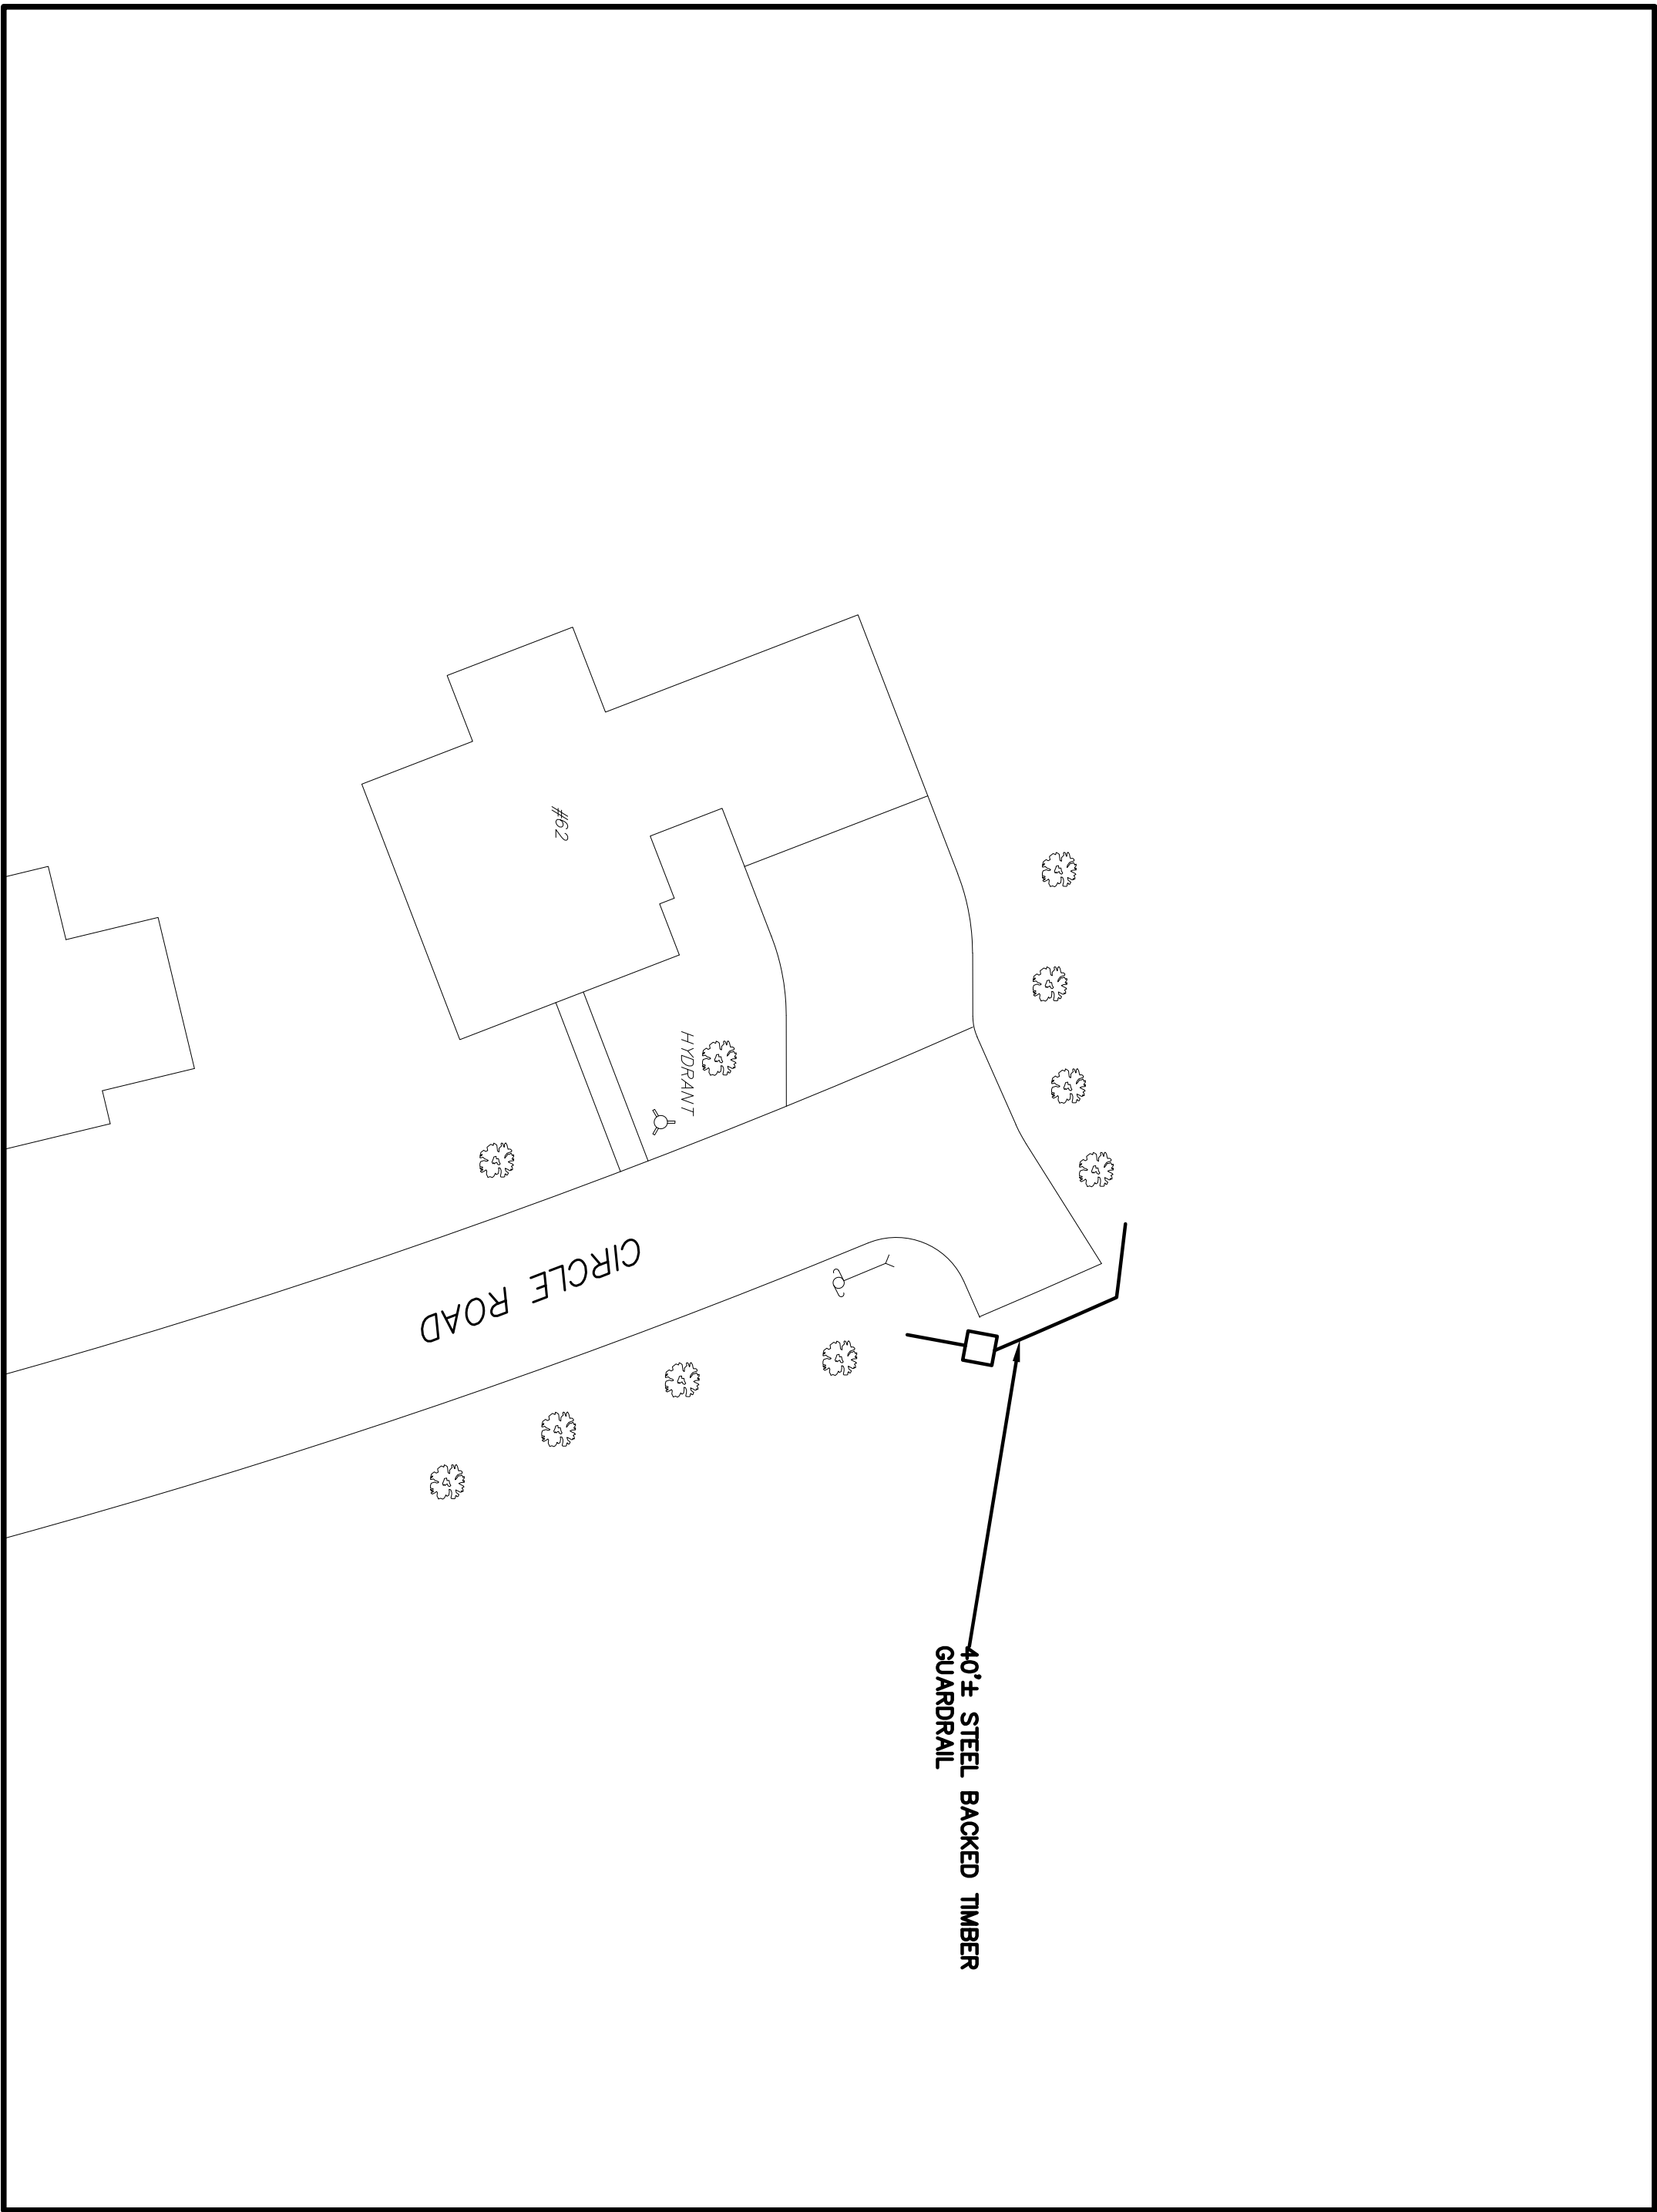 #62
HYDRANT
CIRCLE ROAD
40'± STEEL BACKED TIMBER
GUARDRAIL